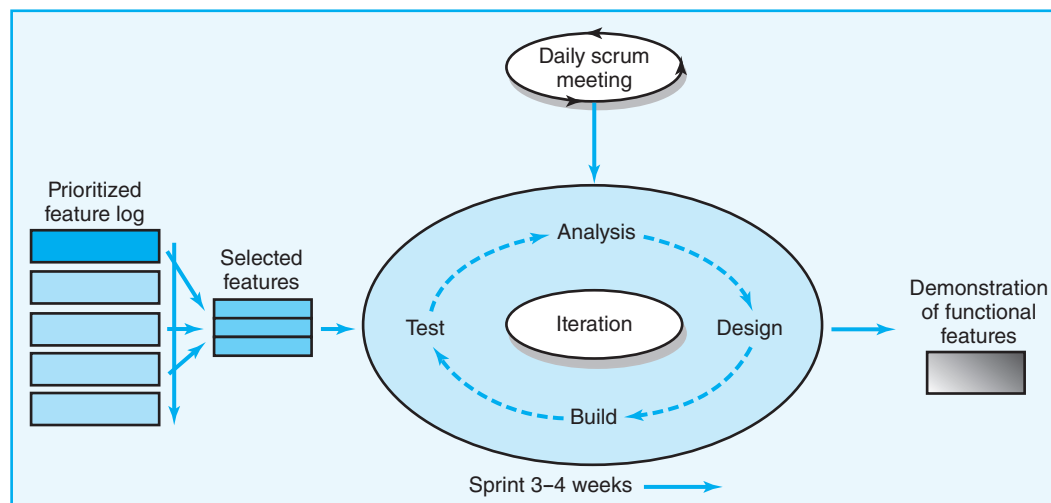 Daily scrum
meeting
Prioritized
feature log
Selected
features
Analysis
Test
Iteration
Design
Build
Demonstration
of functional
features
Sprint 3–4 weeks